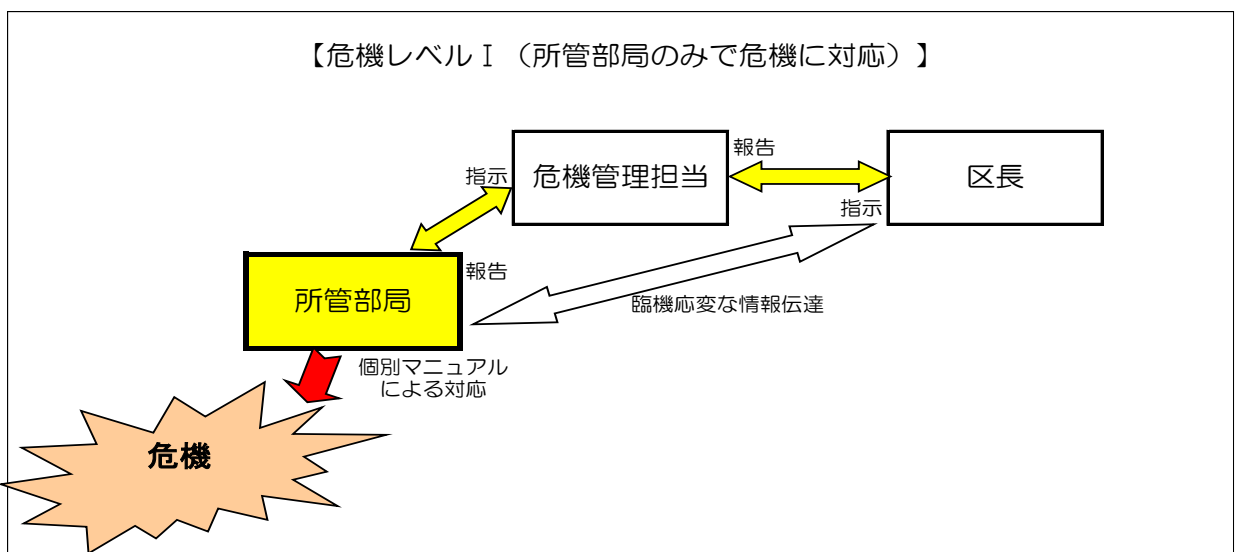 【危機レベルⅠ（所管部局のみで危機に対応）】
報告
指示
危機管理担当
区長
指示
報告
所管部局
臨機応変な情報伝達
個別マニュアル
による対応
危機